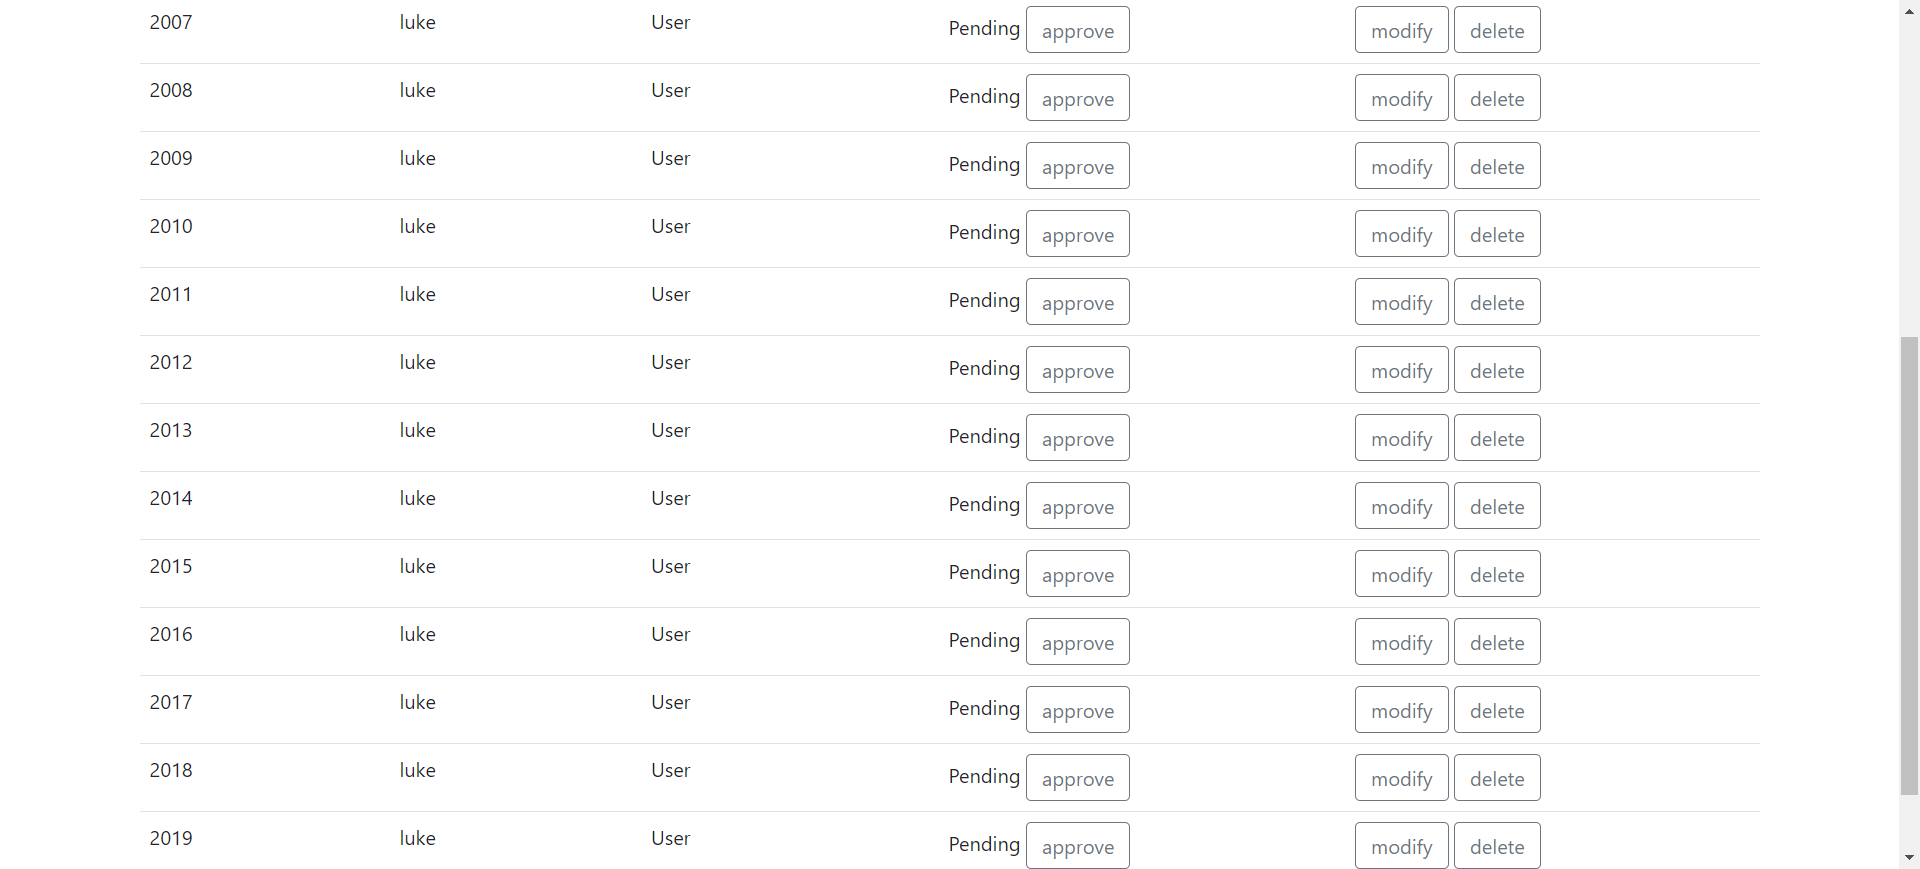 2007 luke User Pending approve modify delete
2008 luke User Pending approve modify delete
2009 luke User Pending approve modify delete
2010 luke User Pending approve modify delete
2011 luke User Pending approve modify delete
2012 luke User Pending approve modify delete
2013 luke User Pending approve modify delete
2014 luke User Pending approve modify delete
2015 luke User Pending approve modify delete
2016 luke User Pending approve modify delete
2017 luke User Pending approve modify delete
2018 luke User Pending approve modify delete
2019 luke User Pending approve modify delete